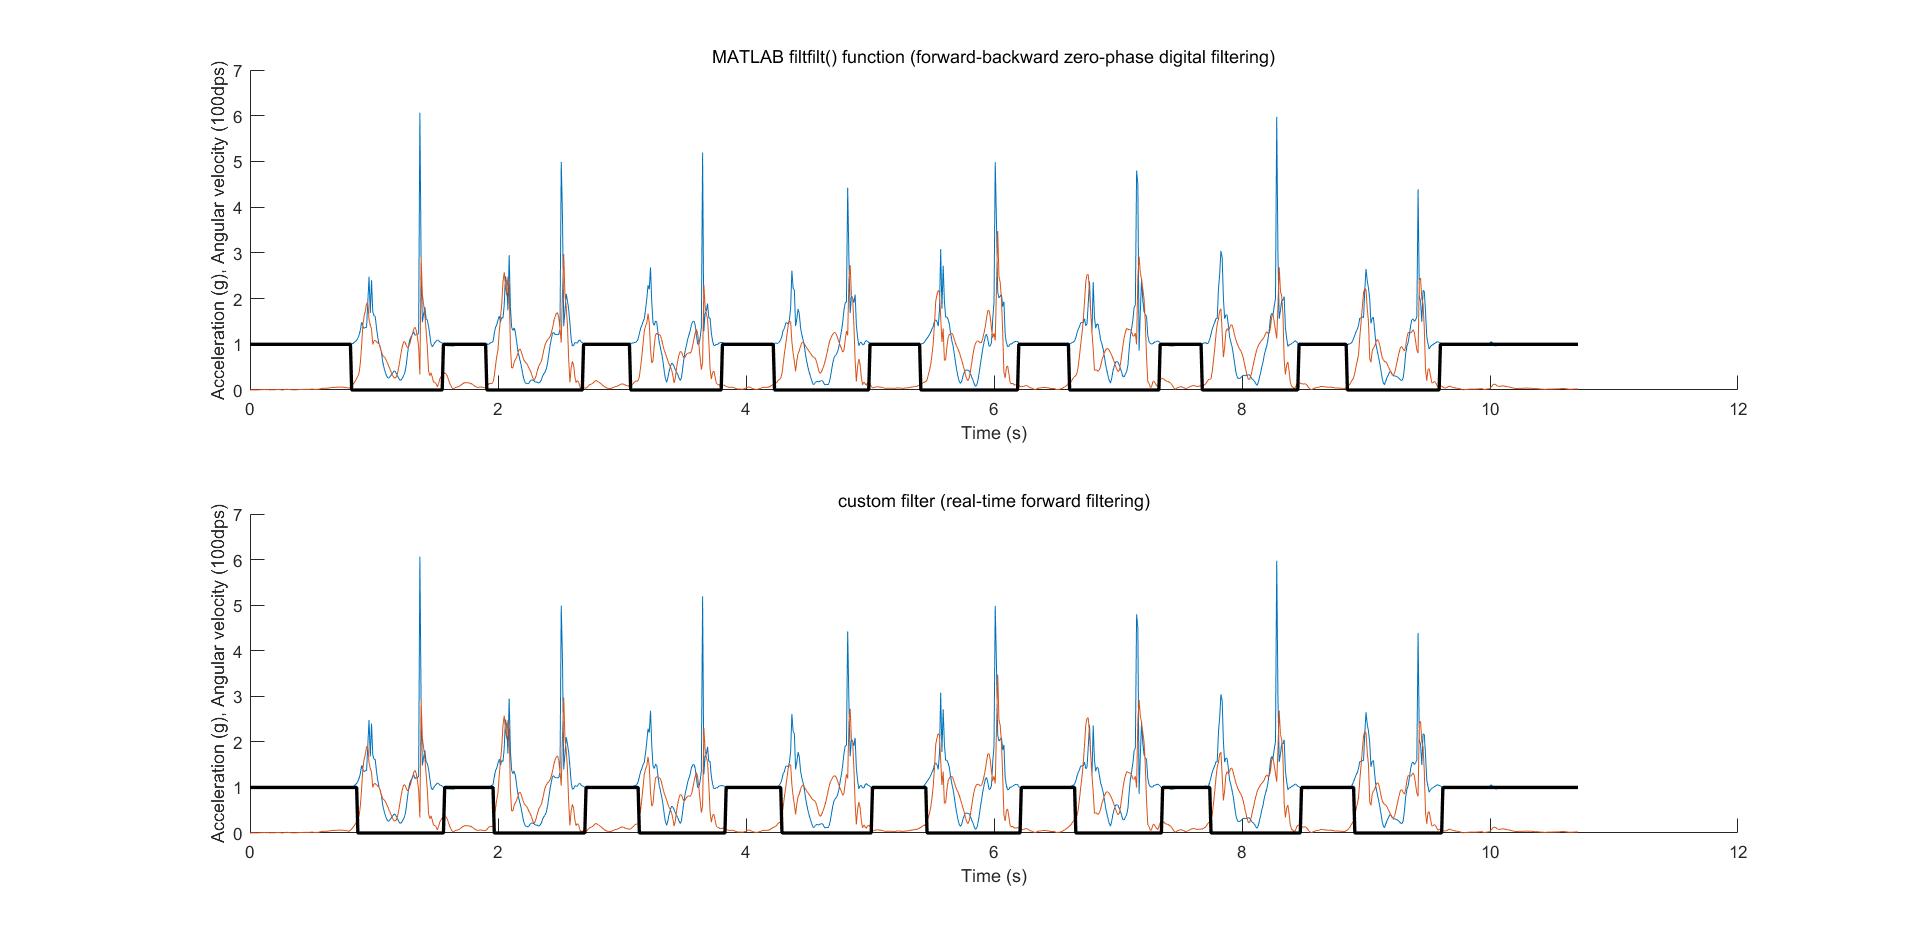 MATLAB filtfilt() function (forward-backward zero-phase digital filtering)
Acceleration (g), Angular velocity (100dps)
7
6
5
4
3
2
1
0
0 2 4 6 8 10 12
Time (s)
custom filter (real-time forward filtering)
Acceleration (g), Angular velocity (100dps)
7
6
5
4
3
2
1
0
0 2 4 6 8 10 12
Time (s)